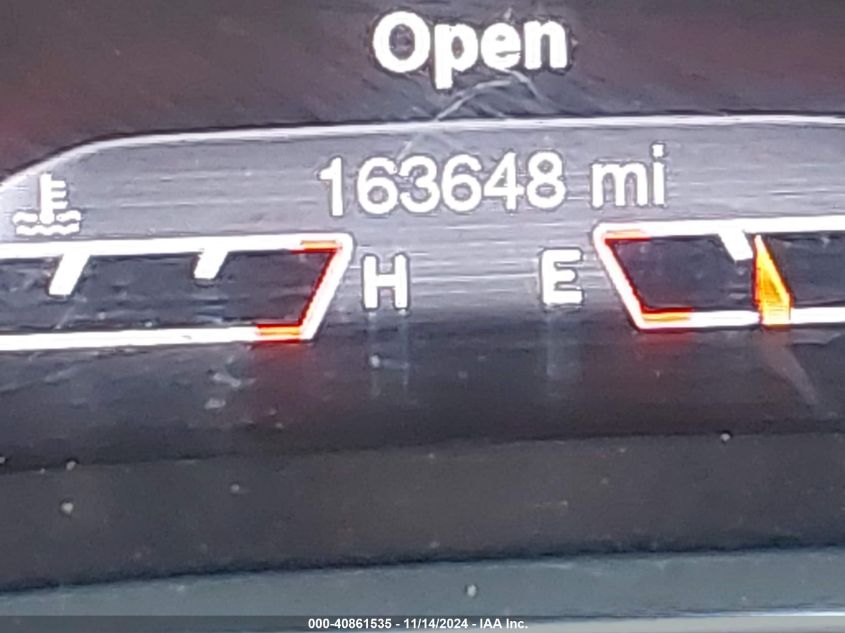 Open
163648 mi
H E
000-40861535 - 11/14/2024 - IAA Inc.